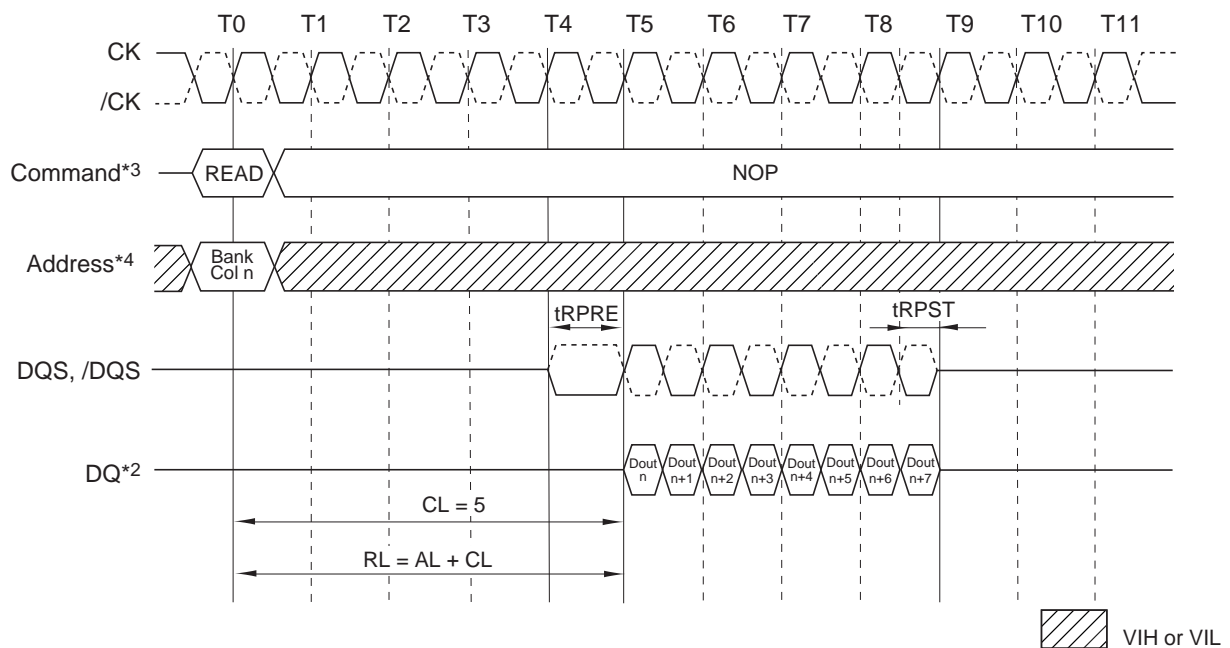 T0 T1 T2 T3 T4 T5 T6 T7 T8 T9 T10 T11
CK
/CK
Command*3 READ NOP
Address*4 Bank Col n
tRPRE tRPST
DQS, /DQS
DQ*2 Dout n Dout n+1 Dout n+2 Dout n+3 Dout n+4 Dout n+5 Dout n+6 Dout n+7
CL = 5
RL = AL + CL
VIH or VIL